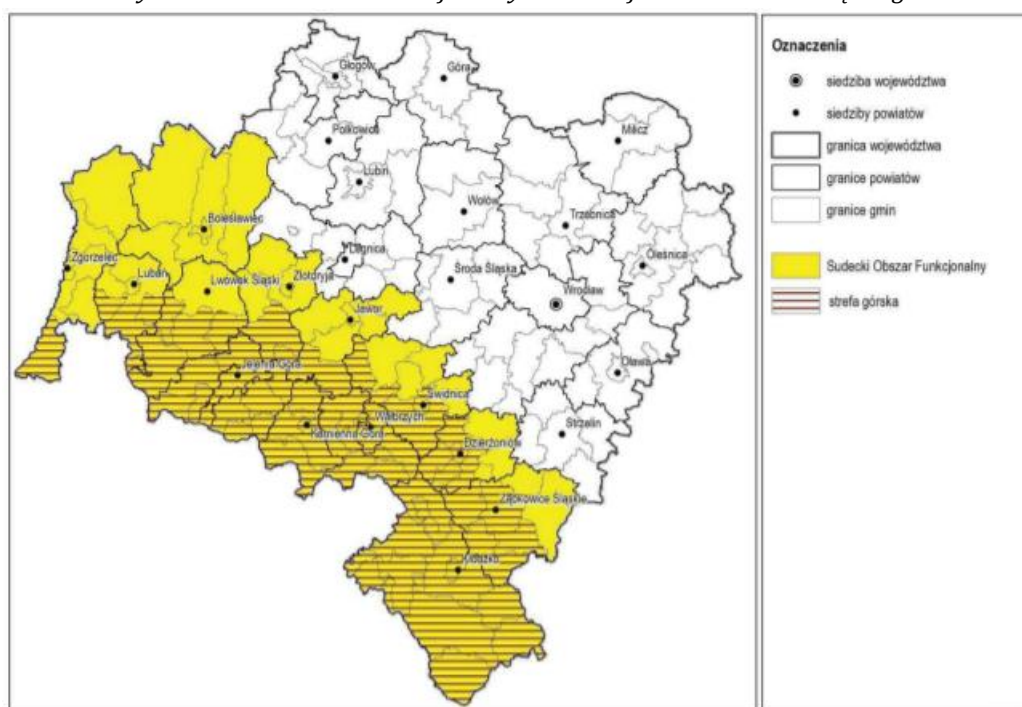 Oznaczenia
siedziba województwa
siedziby powiatów
granica województwa
granice powiatów
granice gmin
Sudecki Obszar Funkcjonalny
strefa górska
Głogów
Góra
Polkowice
Milicz
Lubin
Wołów
Trzebnica
Bolesławiec
Oleśnica
Legnica
Środa Śląska
Zgorzelec
Lubań
Lwówek Śląski
Złotoryja
Wrocław
Jawor
Jelenia Góra
Oława
Świdnica
Wałbrzych
Kamienna Góra
Strzelin
Dzierżoniów
Ząbkowice Śląskie
Kłodzko